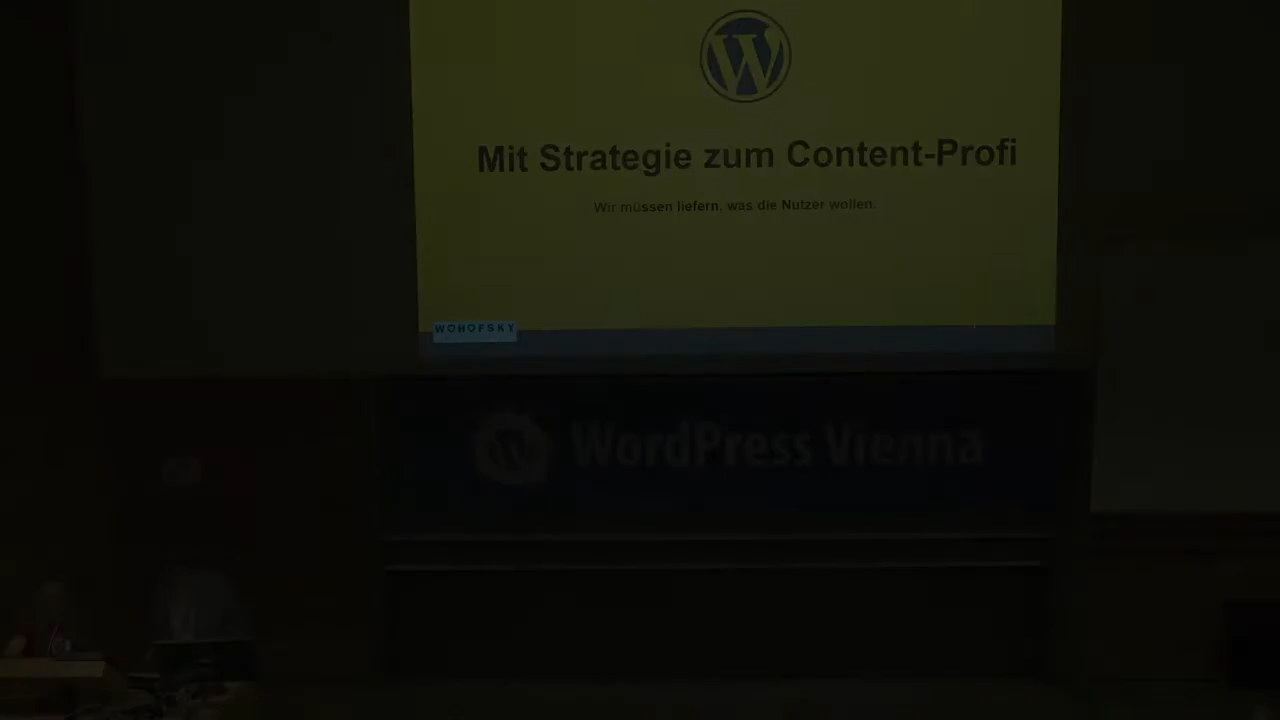 Mit Strategie zum Content-Profi
Wir müssen liefern, was die Nutzer wollen.
WOHOFSKY
WordPress Vienna